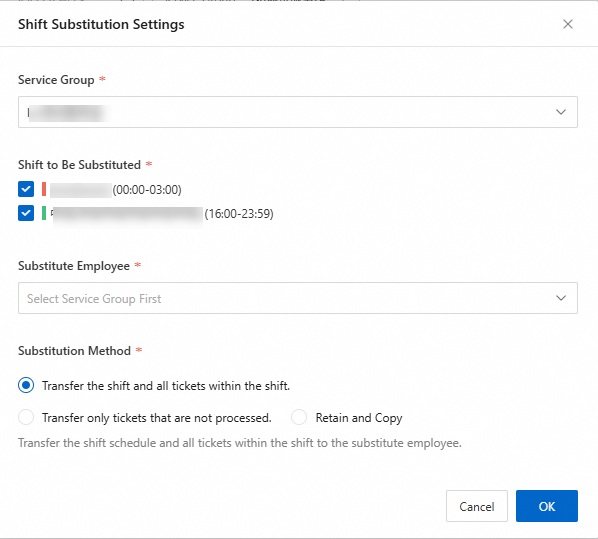 Shift Substitution Settings
Service Group *
Shift to Be Substituted *
(00:00-03:00)
(16:00-23:59)
Substitute Employee *
Select Service Group First
Substitution Method *
Transfer the shift and all tickets within the shift.
Transfer only tickets that are not processed. Retain and Copy
Transfer the shift schedule and all tickets within the shift to the substitute employee.
Cancel OK